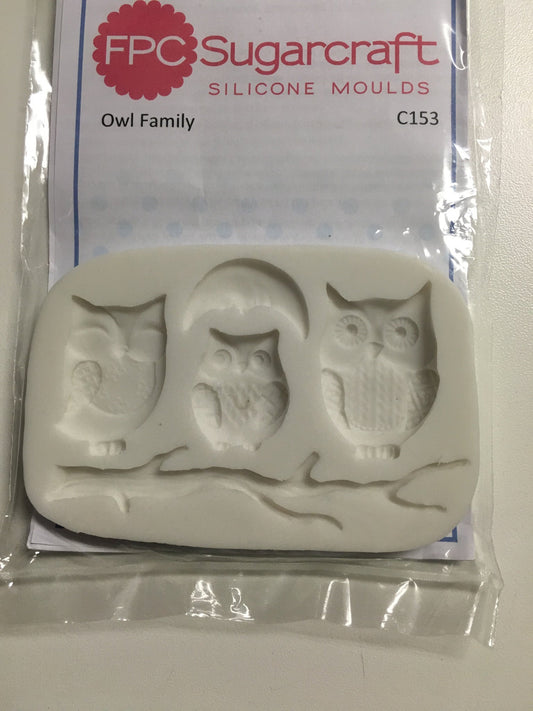 FPC Sugarcraft
SILICONE MOULDS
Owl Family C153